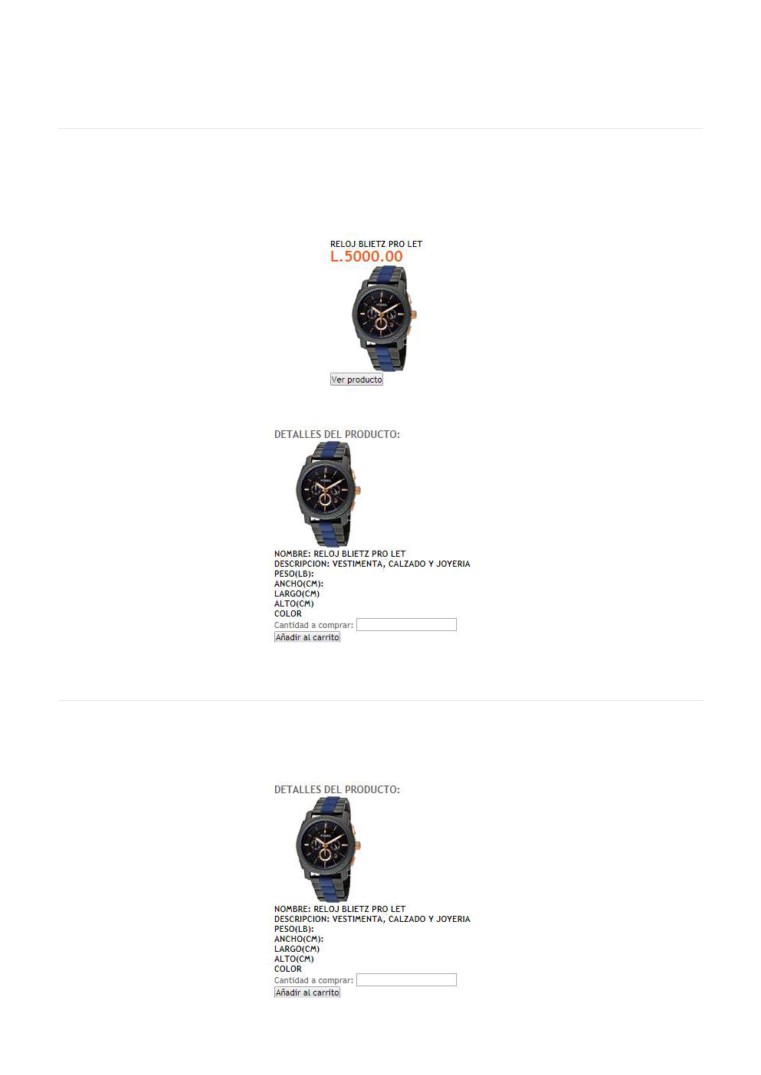 RELOJ BLIETZ PRO LET
L.5000.00
Ver producto
DETALLES DEL PRODUCTO:
NOMBRE: RELOJ BLIETZ PRO LET
DESCRIPCION: VESTIMENTA, CALZADO Y JOYERIA
PESO(LB):
ANCHO(CM):
LARGO(CM)
ALTO(CM)
COLOR
Cantidad a comprar:
Añadir al carrito
DETALLES DEL PRODUCTO:
NOMBRE: RELOJ BLIETZ PRO LET
DESCRIPCION: VESTIMENTA, CALZADO Y JOYERIA
PESO(LB):
ANCHO(CM):
LARGO(CM)
ALTO(CM)
COLOR
Cantidad a comprar:
Añadir al carrito